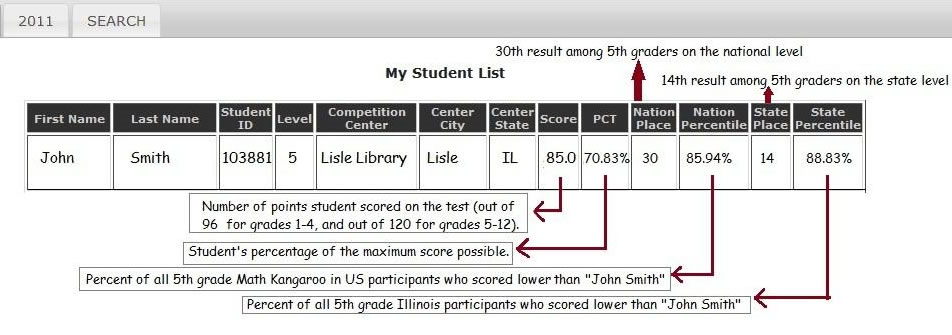 2011 SEARCH
30th result among 5th graders on the national level
My Student List
14th result among 5th graders on the state level
First Name Last Name Student ID Level Competition Center Center City Center State Score PCT Nation Place Nation Percentile State Place State Percentile
John Smith 103881 5 Lisle Library Lisle IL 85.0 70.83% 30 85.94% 14 88.83%
Number of points student scored on the test (out of
96 for grades 1-4, and out of 120 for grades 5-12).
Student's percentage of the maximum score possible.
Percent of all 5th grade Math Kangaroo in US participants who scored lower than "John Smith"
Percent of all 5th grade Illinois participants who scored lower than "John Smith"